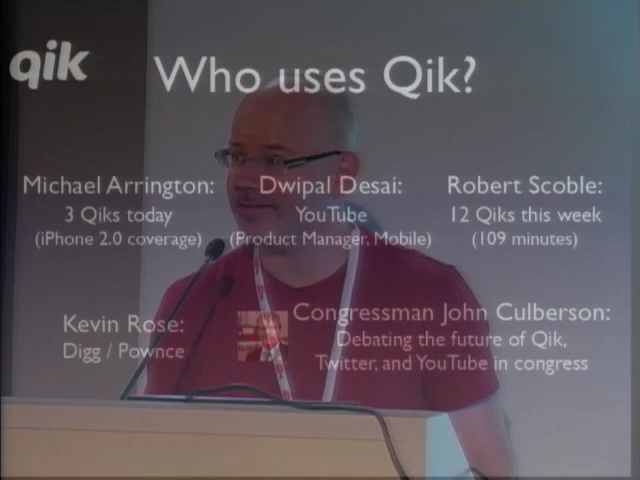 qik
Who uses Qik?
Michael Arrington:
3 Qiks today
(iPhone 2.0 coverage)
Dwipal Desai:
YouTube
(Product Manager, Mobile)
Robert Scoble:
12 Qiks this week
(109 minutes)
Kevin Rose:
Digg / Pownce
Congressman John Culberson:
Debating the future of Qik,
Twitter, and YouTube in congress